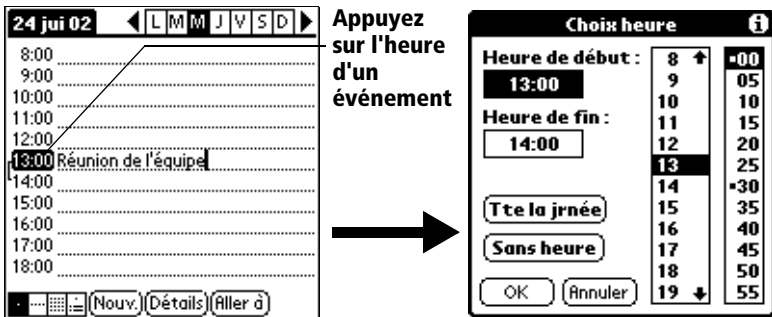 24 jui 02
L M M J V S D
8:00
9:00
10:00
11:00
12:00
13:00 Réunion de l'équipe
14:00
15:00
16:00
17:00
18:00
Nouv. Détails Aller à
Appuyez
sur l'heure
d'un
événement
Choix heure
Heure de début :
13:00
Heure de fin :
14:00
Tte la jrnée
Sans heure
OK Annuler
8
9
10
11
12
13
14
15
16
17
18
19
00
05
10
15
20
25
30
35
40
45
50
55